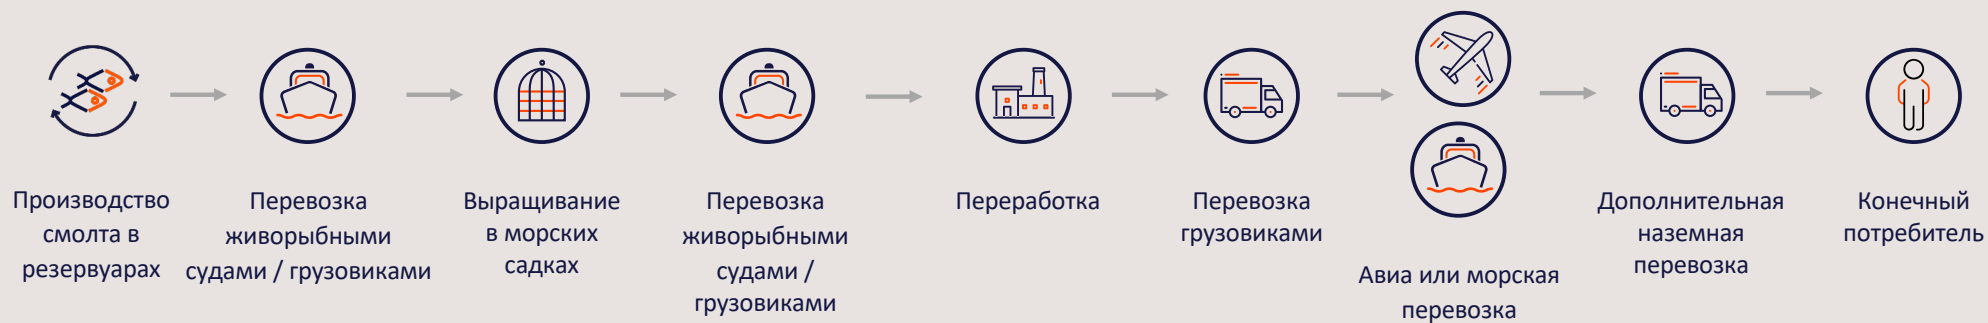 Производство
смолта в
резервуарах
Перевозка
живорыбными
судами / грузовиками
Выращивание
в морских
садках
Перевозка
живорыбными
судами /
грузовиками
Переработка
Перевозка
грузовиками
Авиа или морская
перевозка
Дополнительная
наземная
перевозка
Конечный
потребитель